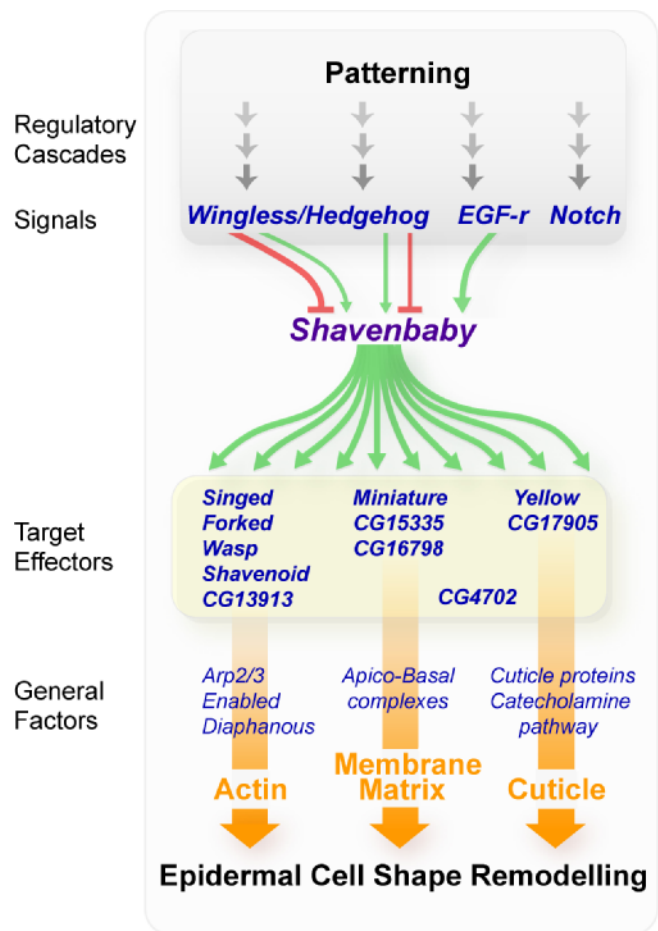 Patterning
Regulatory
Cascades
Signals
Wingless/Hedgehog EGF-r Notch
Shavenbaby
Target
Effectors
Singed
Forked
Wasp
Shavenoid
CG13913
Miniature
CG15335
CG16798
CG4702
Yellow
CG17905
General
Factors
Arp2/3
Enabled
Diaphanous
Apico-Basal
complexes
Cuticle proteins
Catecholamine
pathway
Actin
Membrane
Matrix
Cuticle
Epidermal Cell Shape Remodelling